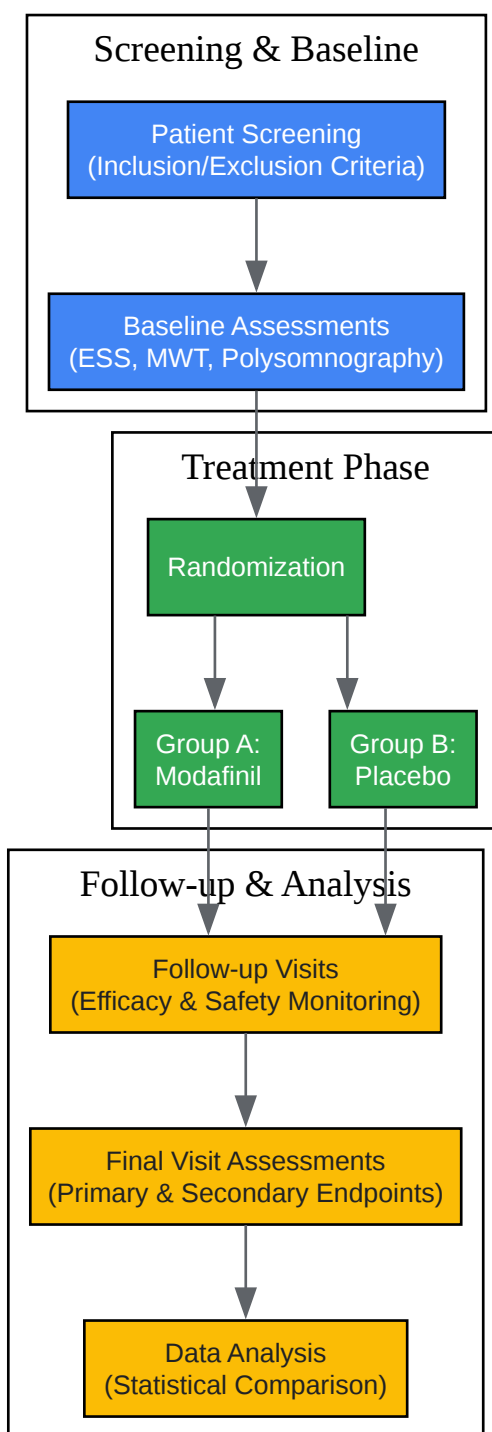 Screening & Baseline
Patient Screening
(Inclusion/Exclusion Criteria)
Baseline Assessments
(ESS, MWT, Polysomnography)
Treatment Phase
Randomization
Group A:
Modafinil
Group B:
Placebo
Follow-up & Analysis
Follow-up Visits
(Efficacy & Safety Monitoring)
Final Visit Assessments
(Primary & Secondary Endpoints)
Data Analysis
(Statistical Comparison)